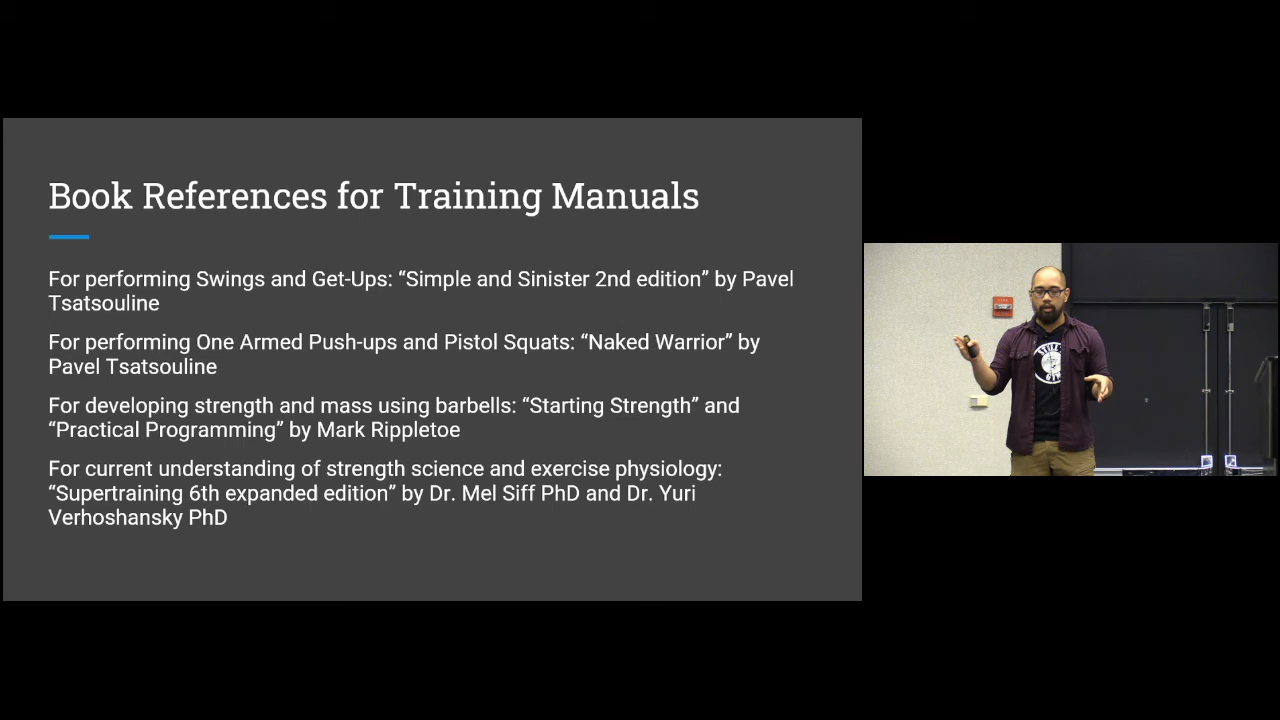 Book References for Training Manuals
For performing Swings and Get-Ups: “Simple and Sinister 2nd edition” by Pavel
Tsatsouline
For performing One Armed Push-ups and Pistol Squats: “Naked Warrior” by
Pavel Tsatsouline
For developing strength and mass using barbells: “Starting Strength” and
“Practical Programming” by Mark Rippletoe
For current understanding of strength science and exercise physiology:
“Supertraining 6th expanded edition” by Dr. Mel Siff PhD and Dr. Yuri
Verhoshansky PhD